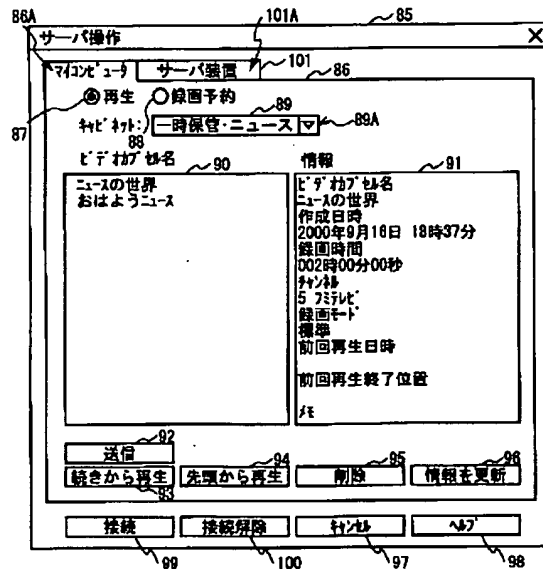 86A
101A
85
サーバ操作
X
マイコンピュータ
サーバ装置
101
86
再生
録画予約
87
88
キャビネット:
一時保管・ニュース
89
89A
ビデオカプセル名
90
情報
91
ニュースの世界
おはようニュース
ビデオカプセル名
ニュースの世界
作成日時
2000年9月16日 18時37分
録画時間
002時00分00秒
チャンネル
5 フミテレビ
録画モード
標準
前回再生日時
前回再生終了位置
メモ
送信
92
続きから再生
93
先頭から再生
94
削除
95
情報を更新
96
接続
接続解除
キャンセル
ヘルプ
99
100
97
98